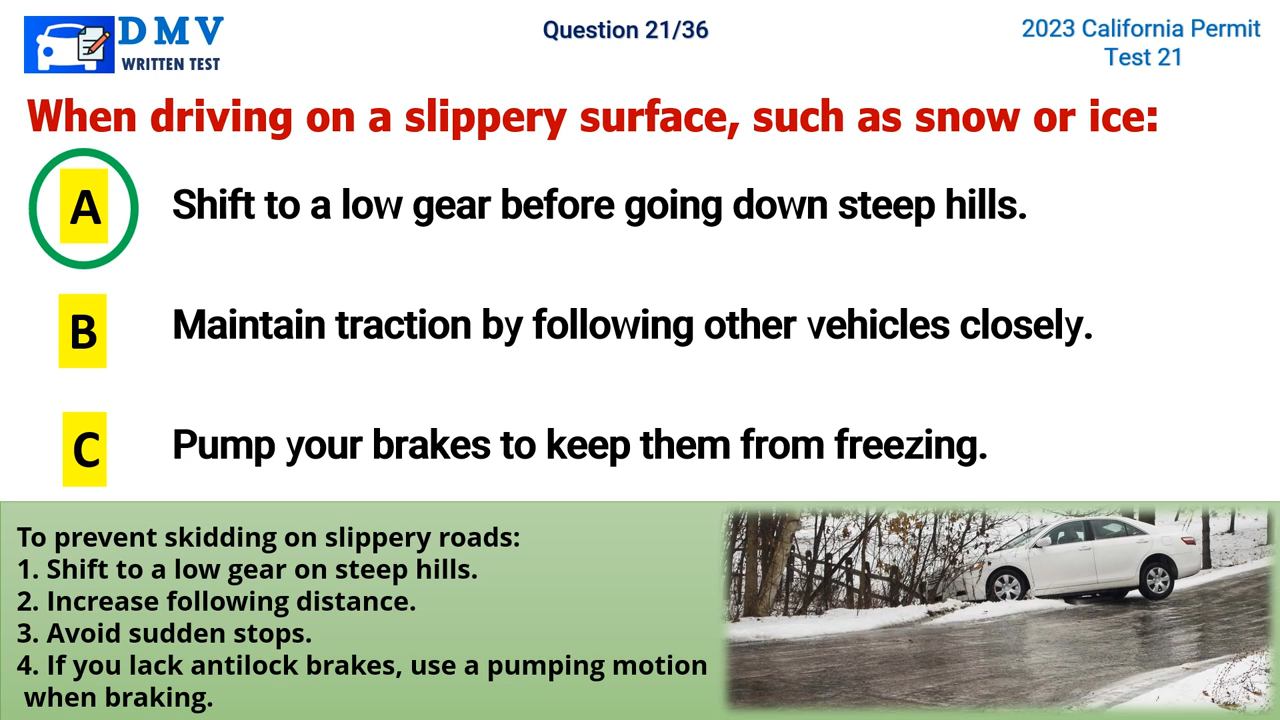 DMV
WRITTEN TEST
Question 21/36
2023 California Permit
Test 21
When driving on a slippery surface, such as snow or ice:
A Shift to a low gear before going down steep hills.
B Maintain traction by following other vehicles closely.
C Pump your brakes to keep them from freezing.
To prevent skidding on slippery roads:
1. Shift to a low gear on steep hills.
2. Increase following distance.
3. Avoid sudden stops.
4. If you lack antilock brakes, use a pumping motion
when braking.